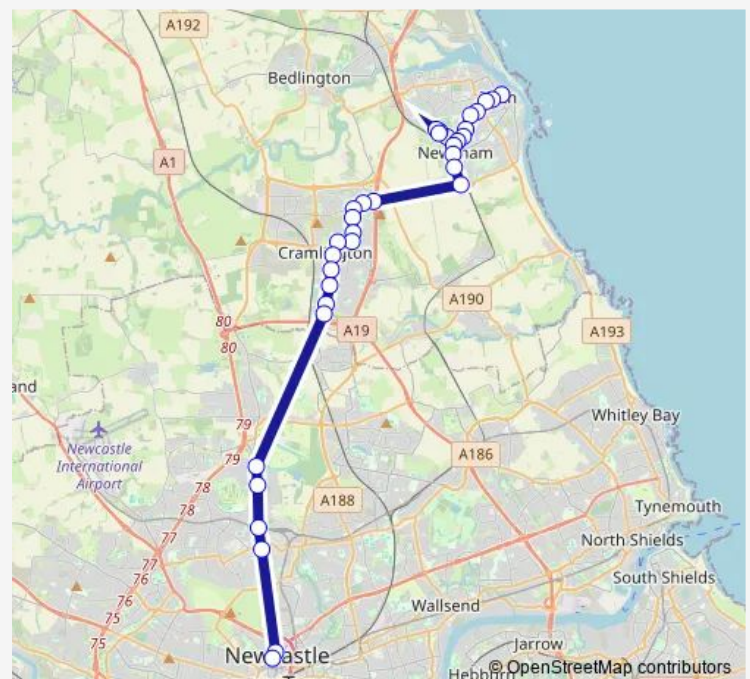 A192
Bedlington
A1
Cramlington
A190
80
80
A19
A193
and
79
79
Whitley Bay
Newcastle
International
Airport
78
78
A186
A188
Tynemouth
77
77
North Shields
76
76
South Shields
75
75
Wallsend
Newcastle
Jarrow
Hebburn
© OpenStreetMap contributors